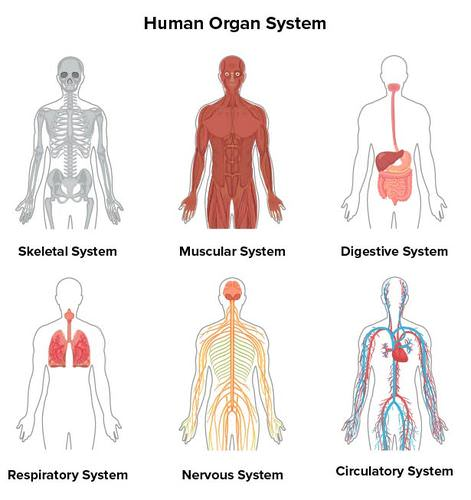 Human Organ System
Skeletal System
Muscular System
Digestive System
Respiratory System
Nervous System
Circulatory System